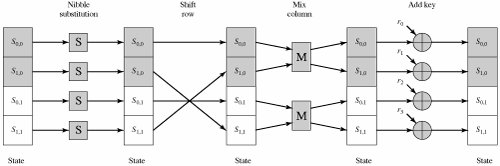 Nibble substitution
Shift row
Mix column
Add key
S0,0 S S0,0 S0,0 M S0,0 r0 S0,0
S1,0 S S1,0 S1,0 S1,0 r1 S1,0
S0,1 S S0,1 S0,1 M S0,1 r2 S0,1
S1,1 S S1,1 S1,1 S1,1 r3 S1,1
State State State State State